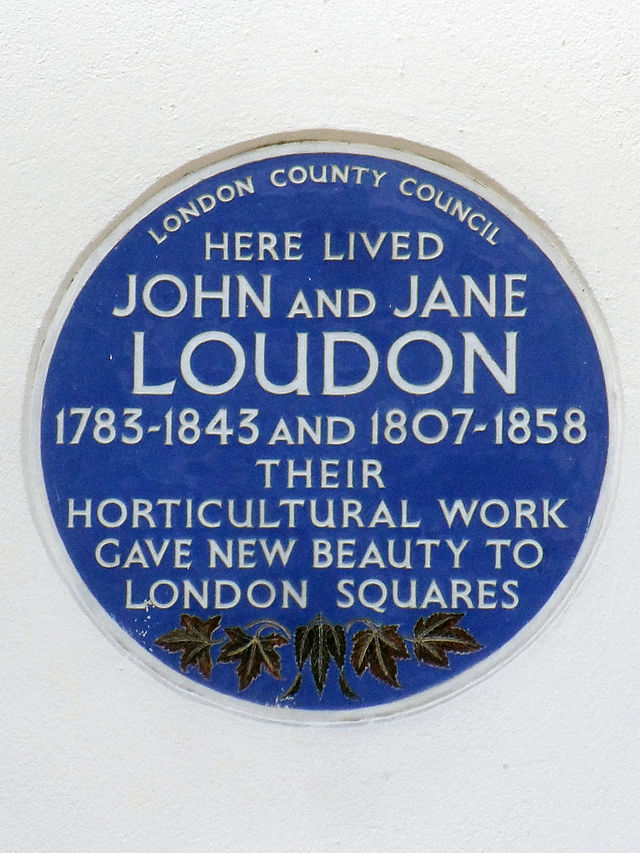 LONDON COUNTY COUNCIL
HERE LIVED
JOHN AND JANE
LOUDON
1783-1843 AND 1807-1858
THEIR
HORTICULTURAL WORK
GAVE NEW BEAUTY TO
LONDON SQUARES